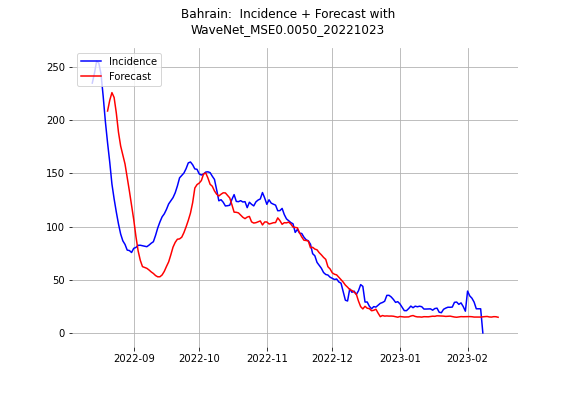 Bahrain:  Incidence + Forecast with
WaveNet_MSE0.0050_20221023
Incidence
Forecast
250
200
150
100
50
0
2022-09 2022-10 2022-11 2022-12 2023-01 2023-02